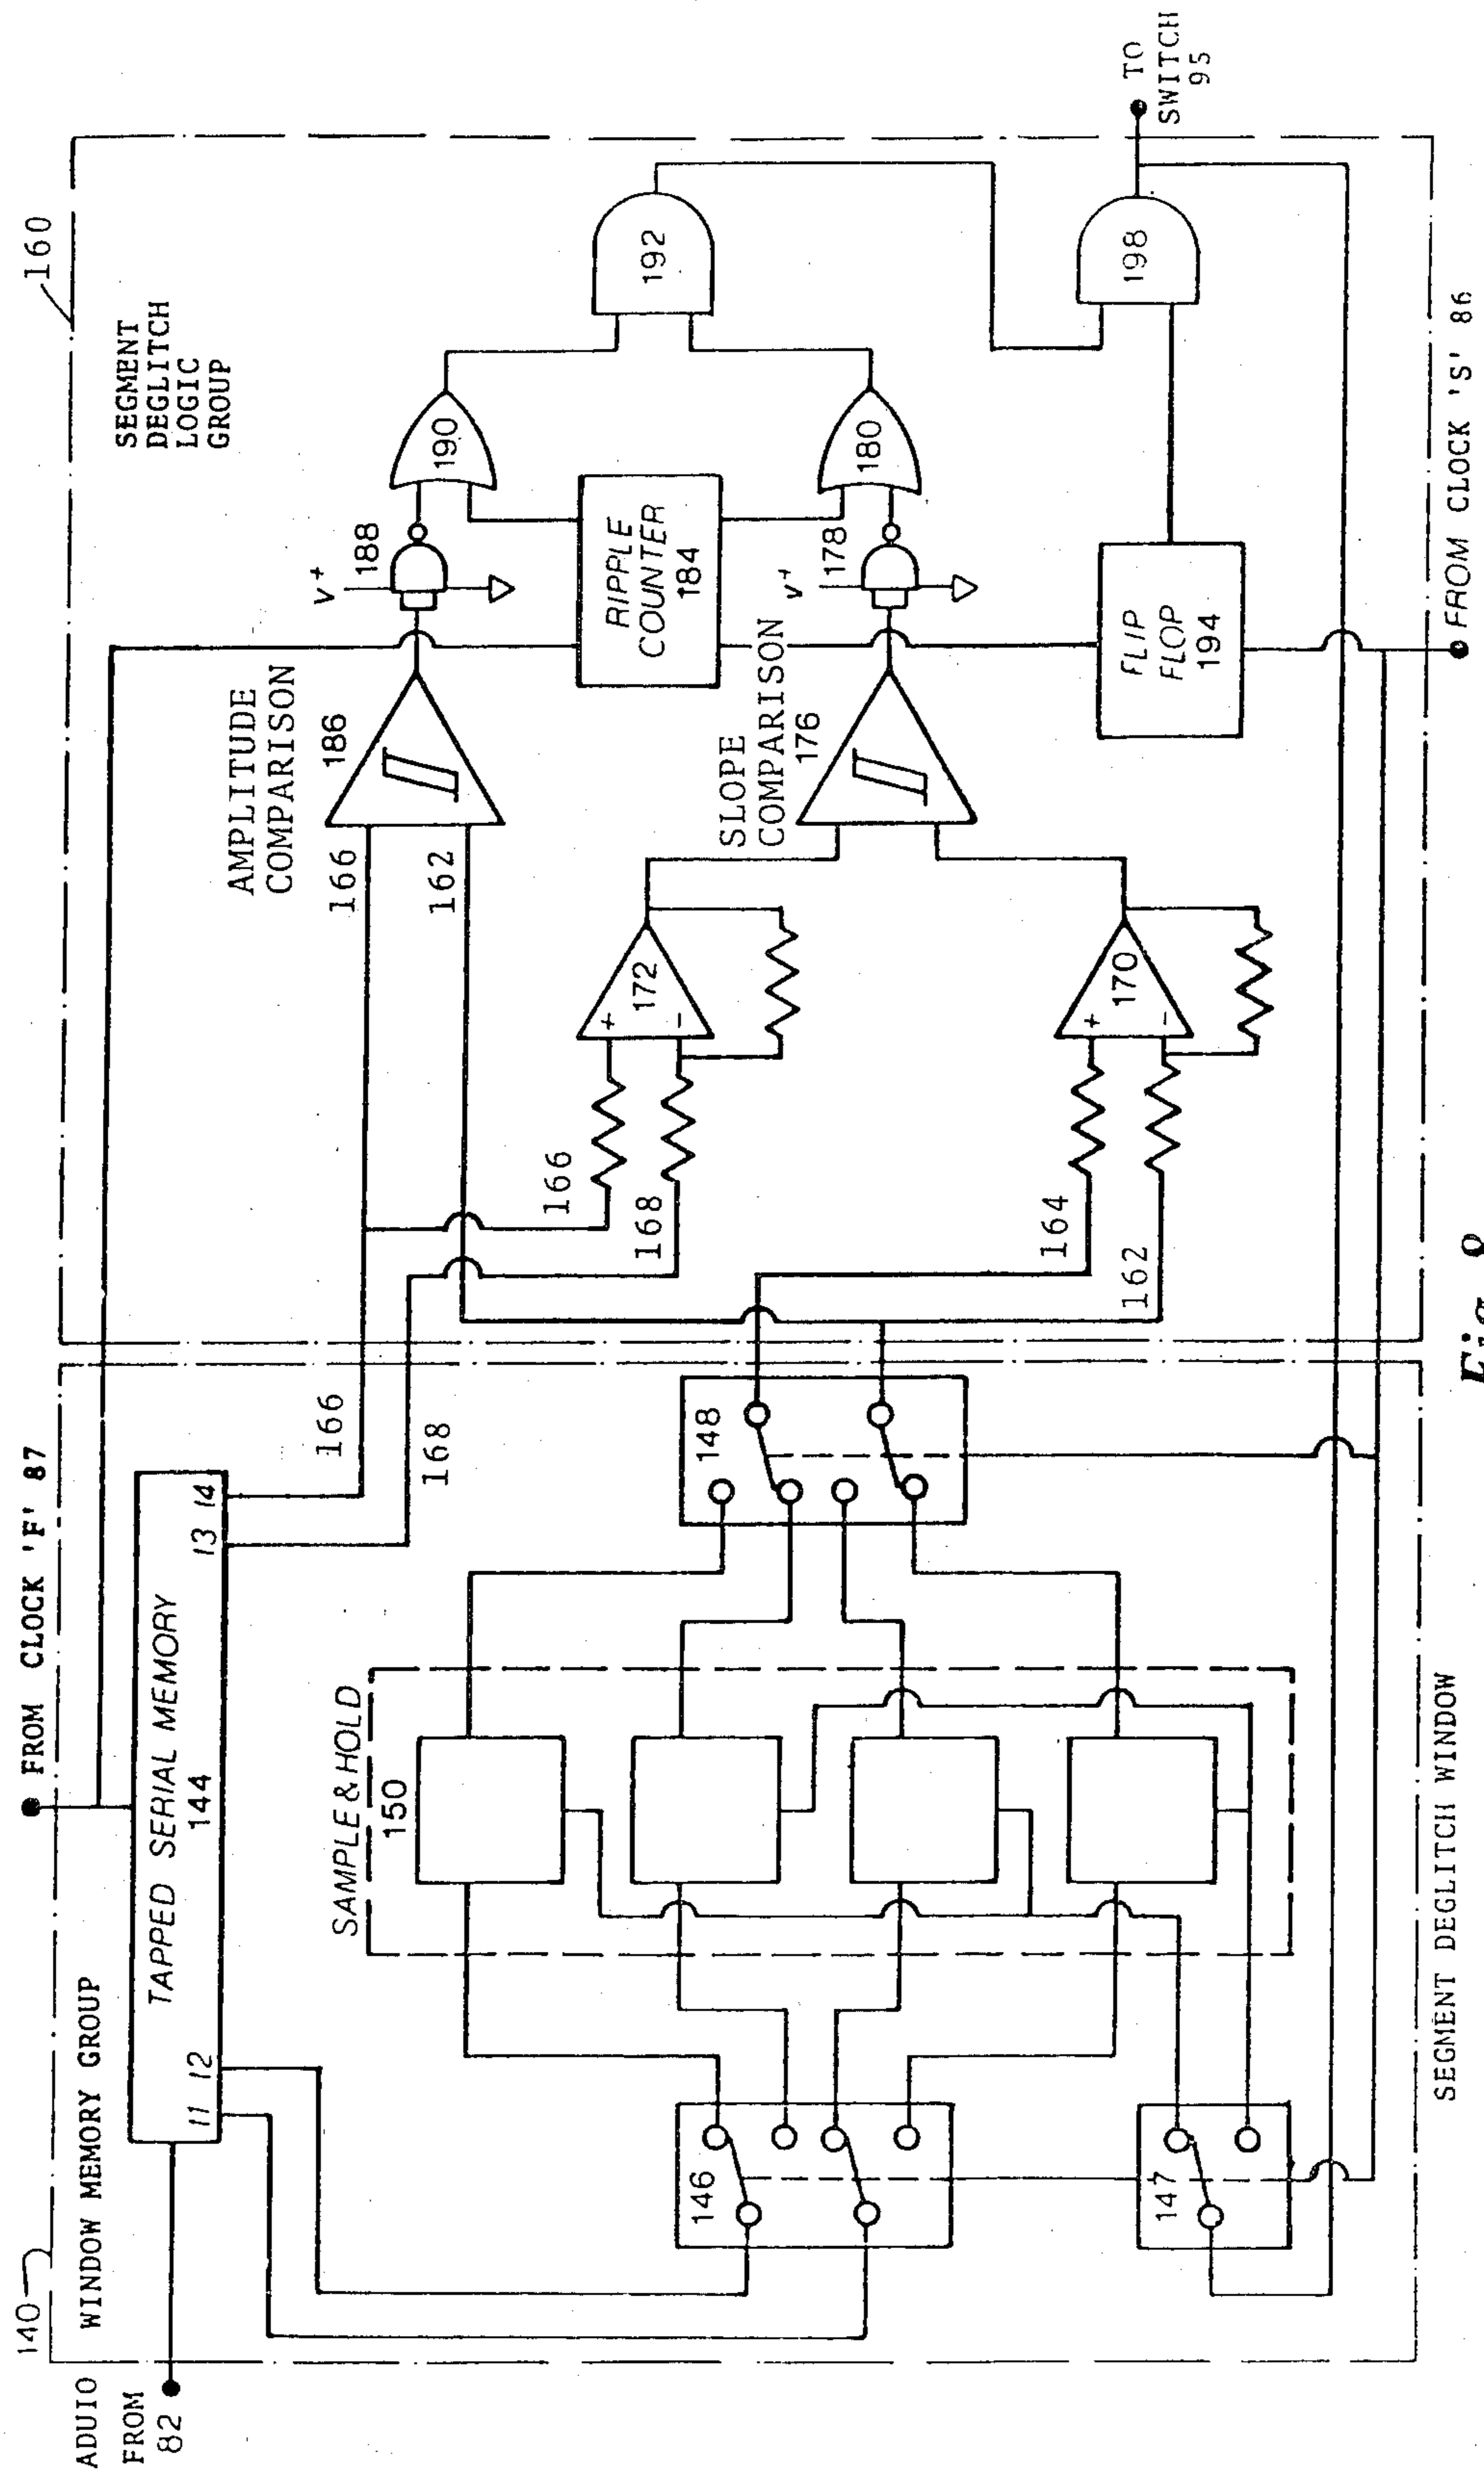 140
ADUIO
FROM
82
WINDOW MEMORY GROUP
FROM CLOCK 'F' 87
TAPPED SERIAL MEMORY
144
11
12
13
14
166
168
SAMPLE & HOLD
150
146
147
148
SEGMENT DEGLITCH WINDOW
160
SEGMENT
DEGLITCH
LOGIC
GROUP
AMPLITUDE
COMPARISON
166
162
186
V+
188
190
192
RIPPLE
COUNTER
184
SLOPE
COMPARISON
176
V+
178
180
166
168
+
-
172
164
162
+
-
170
FLIP
FLOP
194
198
TO
SWITCH
95
FROM CLOCK 'S' 86
Fig. 8